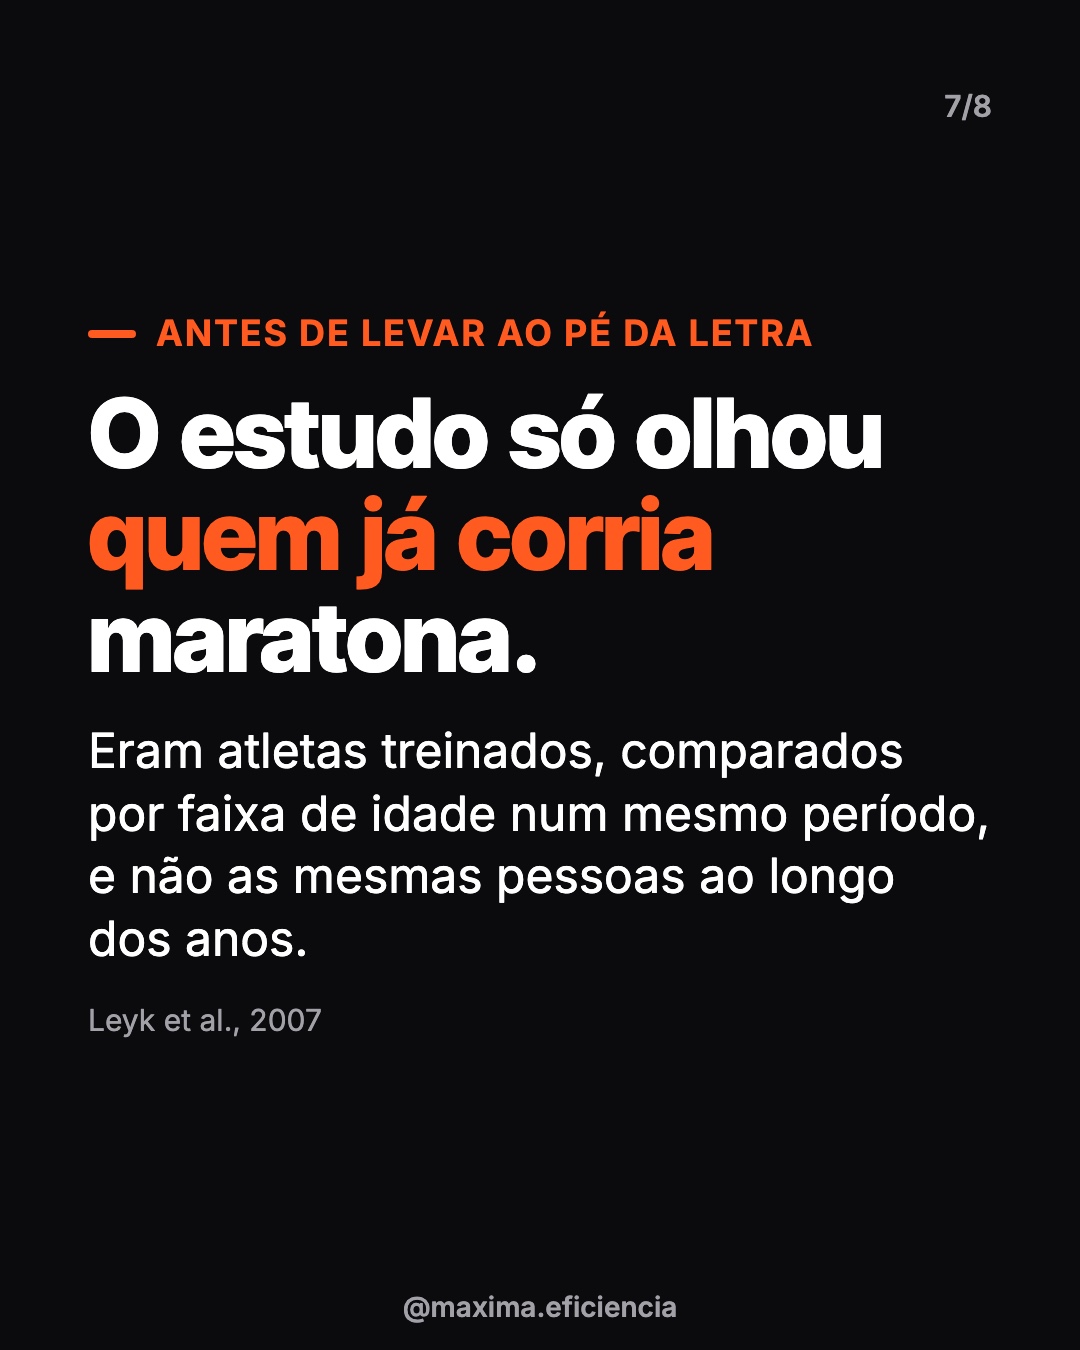 7/8
ANTES DE LEVAR AO PÉ DA LETRA
O estudo só olhou
quem já corria
maratona.
Eram atletas treinados, comparados
por faixa de idade num mesmo período,
e não as mesmas pessoas ao longo
dos anos.
Leyk et al., 2007
@maxima.eficiencia